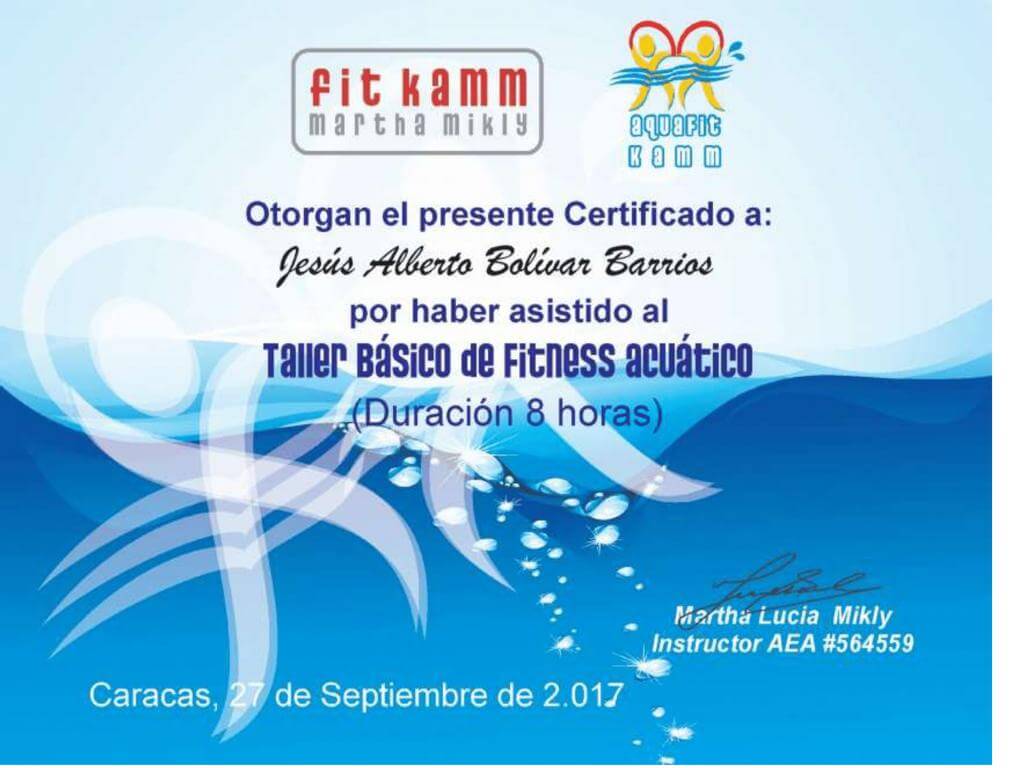 fit kamm
martha mikly
aquafit
kamm
Otorgan el presente Certificado a:
Jesús Alberto Bolívar Barrios
por haber asistido al
Taller Básico de Fitness acuático
(Duración 8 horas)
Martha Lucia Mikly
Instructor AEA #564559
Caracas, 27 de Septiembre de 2.017